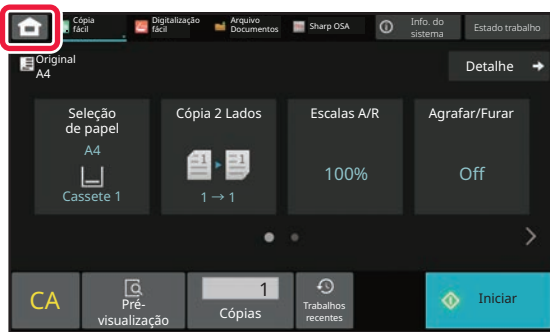 Cópia
fácil
Digitalização
fácil
Arquivo
Documentos
Sharp OSA
Info. do
sistema
Estado trabalho
Original
A4
Detalhe
Seleção
de papel
A4
Cassete 1
Cópia 2 Lados
1 → 1
Escalas A/R
100%
Agrafar/Furar
Off
CA
Pré-
visualização
1
Cópias
Trabalhos
recentes
Iniciar